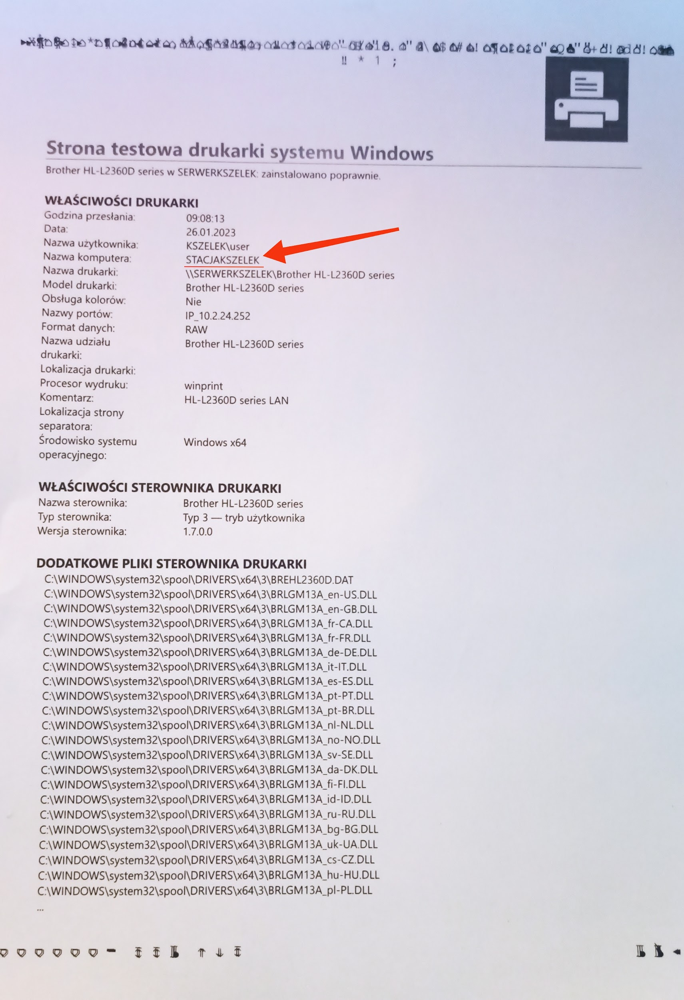 ‼ * 1 ;
Strona testowa drukarki systemu Windows
Brother HL-L2360D series w SERWERKSZELEK: zainstalowano poprawnie.
WŁAŚCIWOŚCI DRUKARKI
Godzina przesłania: 09:08:13
Data: 26.01.2023
Nazwa użytkownika: KSZELEK\user
Nazwa komputera: STACJAKSZELEK
Nazwa drukarki: \\SERWERKSZELEK\Brother HL-L2360D series
Model drukarki: Brother HL-L2360D series
Obsługa kolorów: Nie
Nazwy portów: IP_10.2.24.252
Format danych: RAW
Nazwa udziału Brother HL-L2360D series
drukarki:
Lokalizacja drukarki:
Procesor wydruku: winprint
Komentarz: HL-L2360D series LAN
Lokalizacja strony
separatora:
Środowisko systemu Windows x64
operacyjnego:
WŁAŚCIWOŚCI STEROWNIKA DRUKARKI
Nazwa sterownika: Brother HL-L2360D series
Typ sterownika: Typ 3 — tryb użytkownika
Wersja sterownika: 1.7.0.0
DODATKOWE PLIKI STEROWNIKA DRUKARKI
C:\WINDOWS\system32\spool\DRIVERS\x64\3\BREHL2360D.DAT
C:\WINDOWS\system32\spool\DRIVERS\x64\3\BRLGM13A_en-US.DLL
C:\WINDOWS\system32\spool\DRIVERS\x64\3\BRLGM13A_en-GB.DLL
C:\WINDOWS\system32\spool\DRIVERS\x64\3\BRLGM13A_fr-CA.DLL
C:\WINDOWS\system32\spool\DRIVERS\x64\3\BRLGM13A_fr-FR.DLL
C:\WINDOWS\system32\spool\DRIVERS\x64\3\BRLGM13A_de-DE.DLL
C:\WINDOWS\system32\spool\DRIVERS\x64\3\BRLGM13A_it-IT.DLL
C:\WINDOWS\system32\spool\DRIVERS\x64\3\BRLGM13A_es-ES.DLL
C:\WINDOWS\system32\spool\DRIVERS\x64\3\BRLGM13A_pt-PT.DLL
C:\WINDOWS\system32\spool\DRIVERS\x64\3\BRLGM13A_pt-BR.DLL
C:\WINDOWS\system32\spool\DRIVERS\x64\3\BRLGM13A_nl-NL.DLL
C:\WINDOWS\system32\spool\DRIVERS\x64\3\BRLGM13A_no-NO.DLL
C:\WINDOWS\system32\spool\DRIVERS\x64\3\BRLGM13A_sv-SE.DLL
C:\WINDOWS\system32\spool\DRIVERS\x64\3\BRLGM13A_da-DK.DLL
C:\WINDOWS\system32\spool\DRIVERS\x64\3\BRLGM13A_fi-FI.DLL
C:\WINDOWS\system32\spool\DRIVERS\x64\3\BRLGM13A_id-ID.DLL
C:\WINDOWS\system32\spool\DRIVERS\x64\3\BRLGM13A_ru-RU.DLL
C:\WINDOWS\system32\spool\DRIVERS\x64\3\BRLGM13A_bg-BG.DLL
C:\WINDOWS\system32\spool\DRIVERS\x64\3\BRLGM13A_uk-UA.DLL
C:\WINDOWS\system32\spool\DRIVERS\x64\3\BRLGM13A_cs-CZ.DLL
C:\WINDOWS\system32\spool\DRIVERS\x64\3\BRLGM13A_hu-HU.DLL
C:\WINDOWS\system32\spool\DRIVERS\x64\3\BRLGM13A_pl-PL.DLL
...